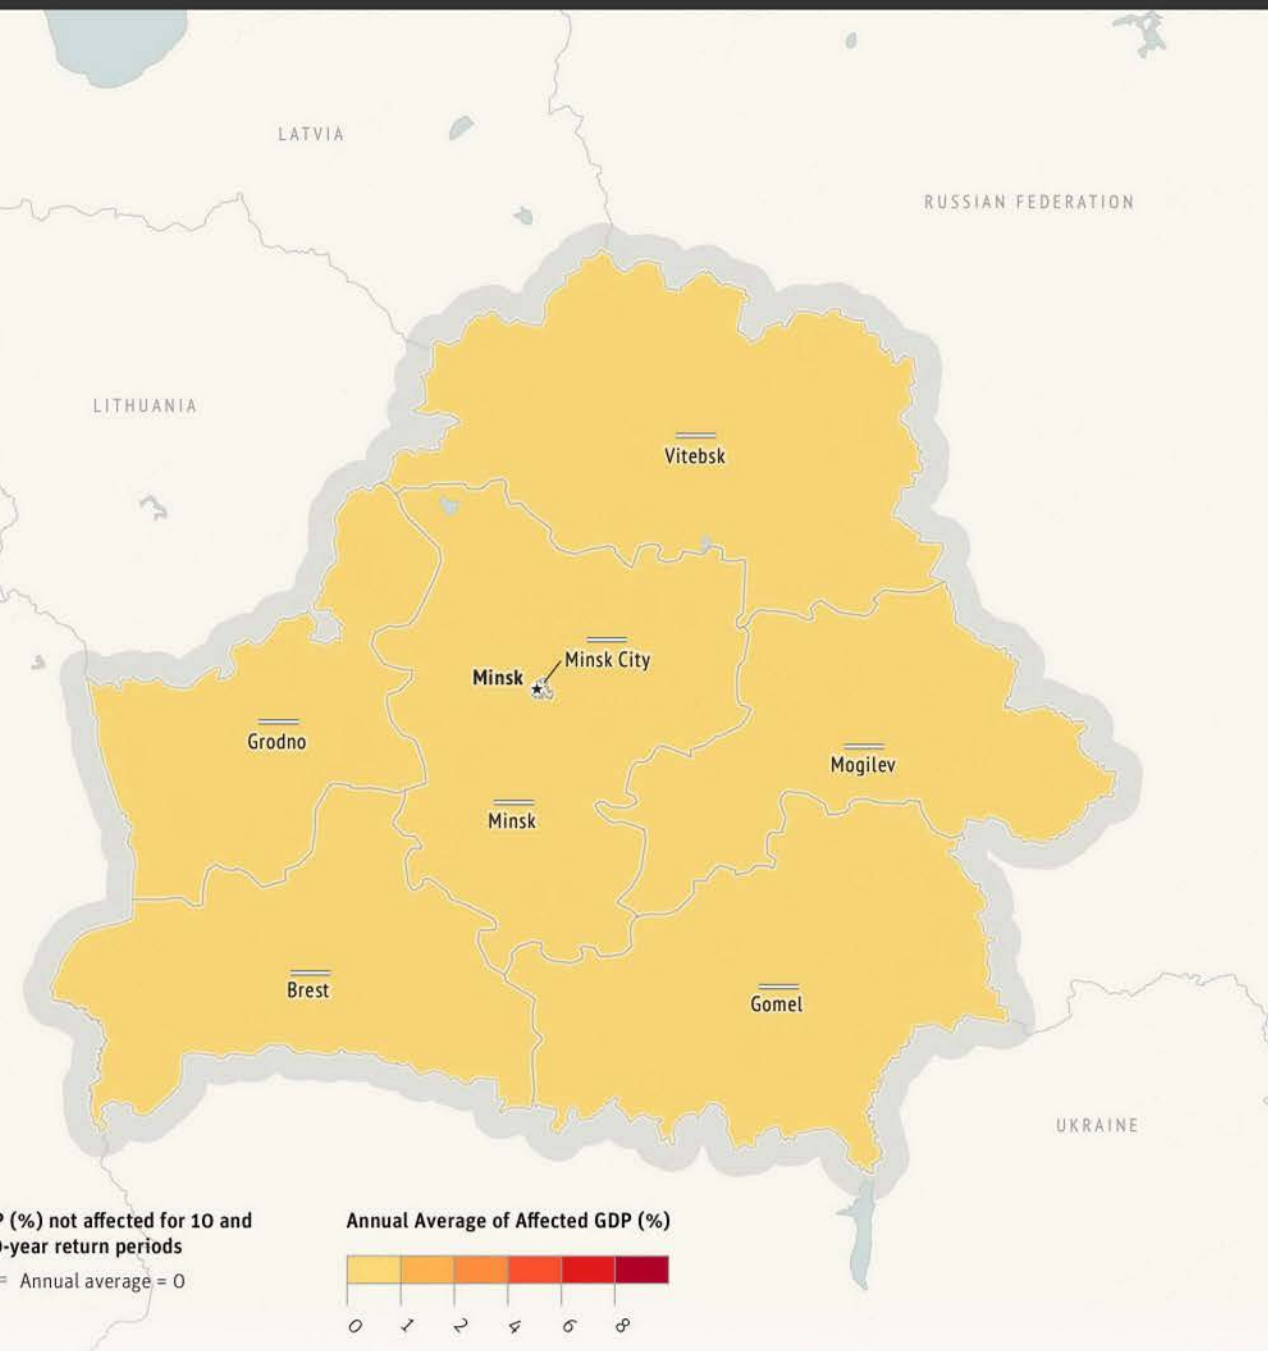 LATVIA
RUSSIAN FEDERATION
LITHUANIA
Vitebsk
Minsk City
Minsk
Grodno
Mogilev
Minsk
Brest
Gomel
UKRAINE
(%) not affected for 10 and
-year return periods
= Annual average = 0
Annual Average of Affected GDP (%)
0 1 2 4 6 8